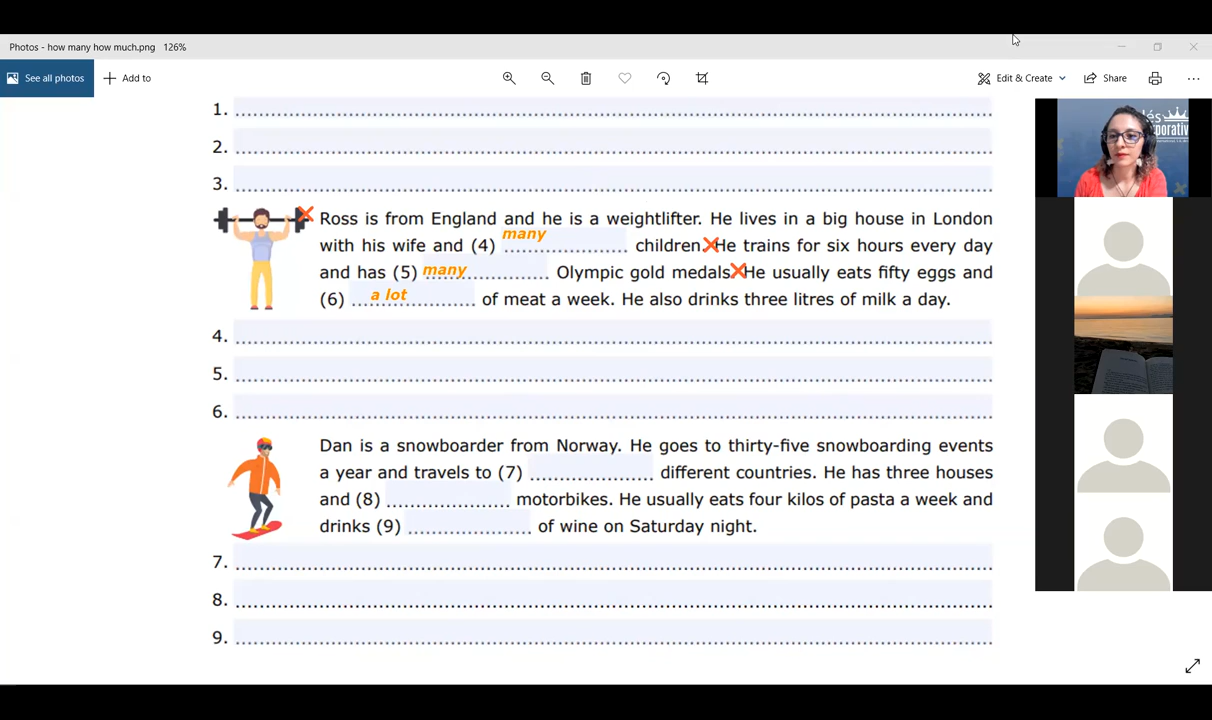 Photos - how many how much.png 126%
See all photos Add to Edit & Create Share
1.
2.
3.
lés
orporativ
Ross is from England and he is a weightlifter. He lives in a big house in London
with his wife and (4) many children. He trains for six hours every day
and has (5) many Olympic gold medals. He usually eats fifty eggs and
(6) a lot of meat a week. He also drinks three litres of milk a day.
4.
5.
6.
Dan is a snowboarder from Norway. He goes to thirty-five snowboarding events
a year and travels to (7) different countries. He has three houses
and (8) motorbikes. He usually eats four kilos of pasta a week and
drinks (9) of wine on Saturday night.
7.
8.
9.